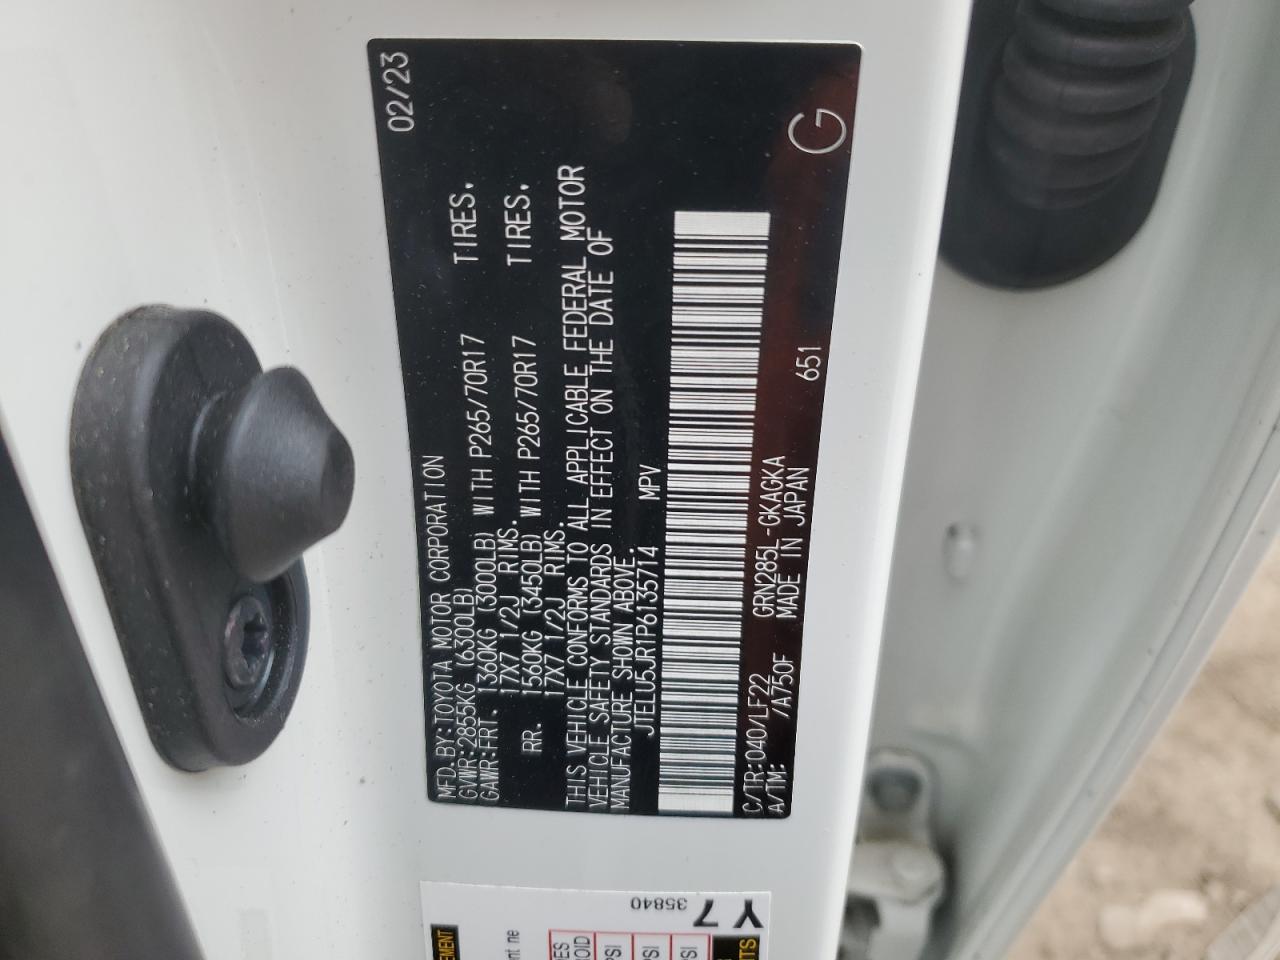 MFD.BY:TOYOTA MOTOR CORPORATION 02/23
GVWR:2855KG (6300LB)
GAWR:FRT. 1360KG (3000LB) WITH P265/70R17 TIRES.
17X7 1/2J RIMS.
RR. 1560KG (3450LB) WITH P265/70R17 TIRES.
17X7 1/2J RIMS.
THIS VEHICLE CONFORMS TO ALL APPLICABLE FEDERAL MOTOR
VEHICLE SAFETY STANDARDS IN EFFECT ON THE DATE OF
MANUFACTURE SHOWN ABOVE.
JTELU5JR1P6135714 MPV
C/TR:040/LF22 GRN285L-GKAGKA
A/TM: /A750F MADE IN JAPAN
651
G
Y 7
35840